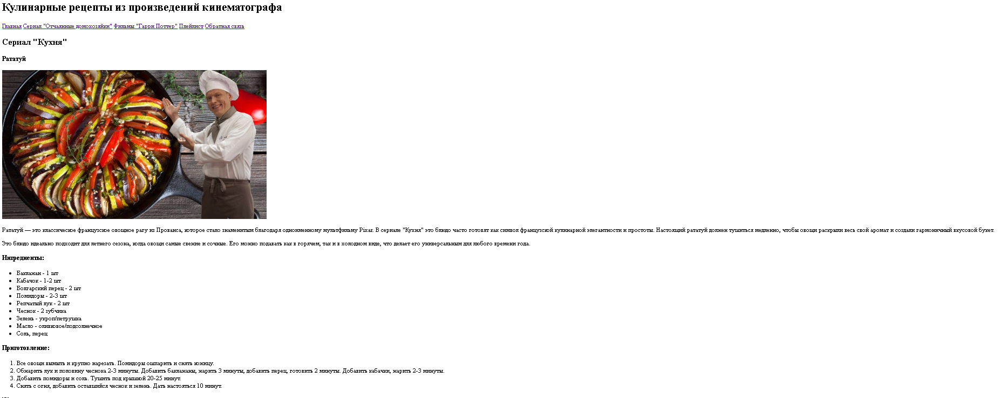 Кулинарные рецепты из произведений кинематографа
Главная Сериал "Отчаянные домохозяйки" Фильмы "Гарри Поттер" Плейлист Обратная связь
Сериал "Кухня"
Рататуй
Рататуй — это классическое французское овощное рагу из Прованса, которое стало знаменитым благодаря одноименному мультфильму Pixar. В сериале "Кухня" это блюдо часто готовят как символ французской кулинарной элегантности и простоты. Настоящий рататуй должен тушиться медленно, чтобы овощи раскрыли весь свой аромат и создали гармоничный вкусовой букет.
Это блюдо идеально подходит для летнего сезона, когда овощи самые свежие и сочные. Его можно подавать как в горячем, так и в холодном виде, что делает его универсальным для любого времени года.
Ингредиенты:
Баклажан - 1 шт
Кабачок - 1-2 шт
Болгарский перец - 2 шт
Помидоры - 2-3 шт
Репчатый лук - 2 шт
Чеснок - 2 зубчика
Зелень - укроп/петрушка
Масло - оливковое/подсолнечное
Соль, перец
Приготовление:
1. Все овощи вымыть и крупно нарезать. Помидоры ошпарить и снять кожицу.
2. Обжарить лук и половину чеснока 2-3 минуты. Добавить баклажаны, жарить 3 минуты, добавить перец, готовить 2 минуты. Добавить кабачки, жарить 2-3 минуты.
3. Добавить помидоры и соль. Тушить под крышкой 20-25 минут.
4. Снять с огня, добавить оставшийся чеснок и зелень. Дать настояться 10 минут.